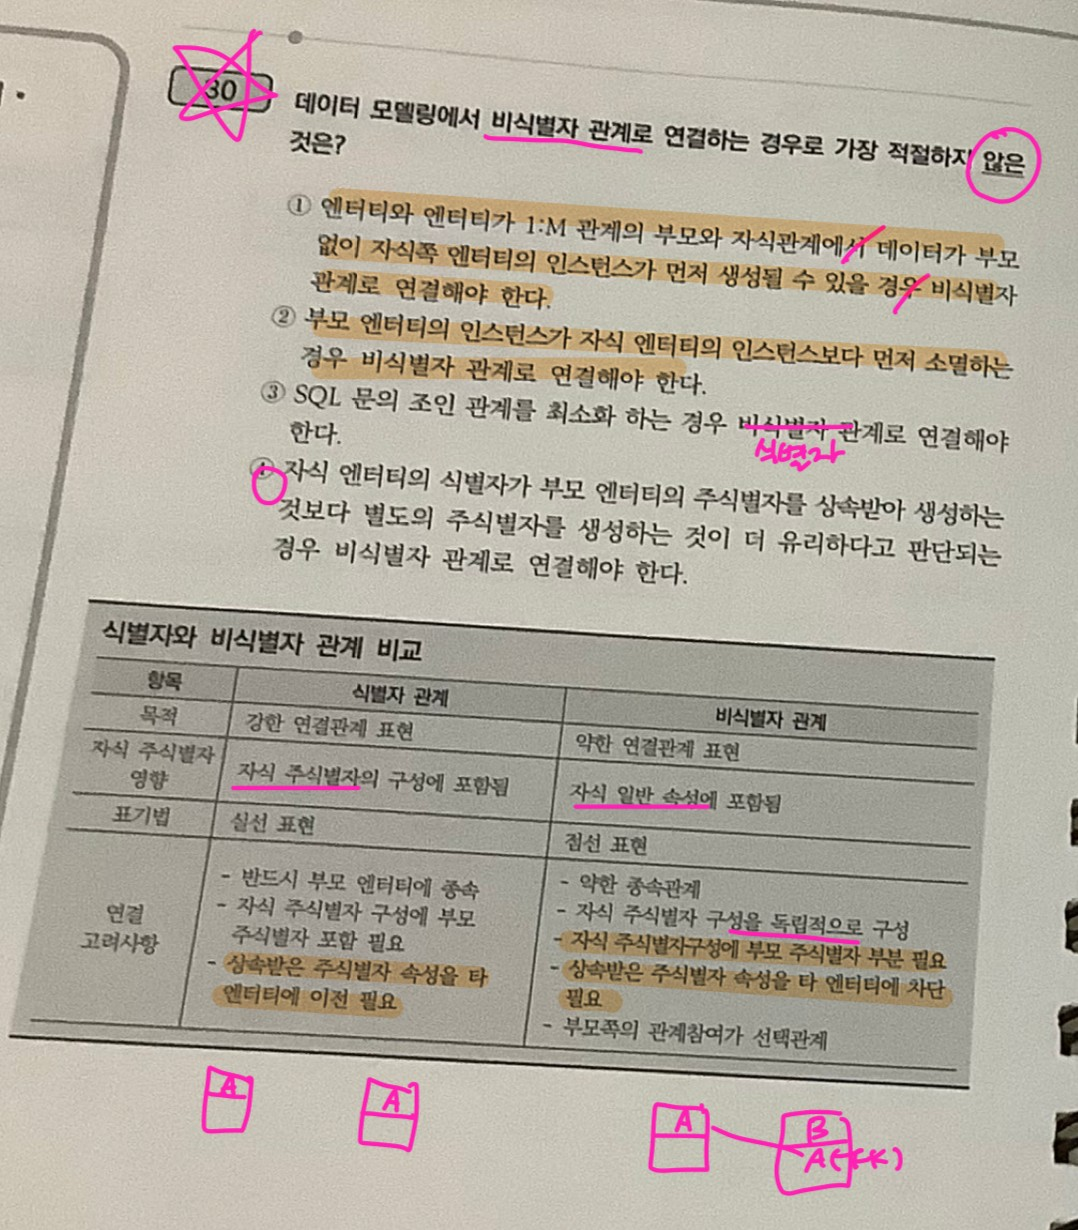 30
데이터 모델링에서 비식별자 관계로 연결하는 경우로 가장 적절하지 않은
것은?
① 엔터티와 엔터티가 1:M 관계의 부모와 자식관계에서 데이터가 부모
없이 자식쪽 엔터티의 인스턴스가 먼저 생성될 수 있을 경우 비식별자
관계로 연결해야 한다.
② 부모 엔터티의 인스턴스가 자식 엔터티의 인스턴스보다 먼저 소멸하는
경우 비식별자 관계로 연결해야 한다.
③ SQL 문의 조인 관계를 최소화 하는 경우 비식별자 관계로 연결해야
식별자
한다.
④ 자식 엔터티의 식별자가 부모 엔터티의 주식별자를 상속받아 생성하는
것보다 별도의 주식별자를 생성하는 것이 더 유리하다고 판단되는
경우 비식별자 관계로 연결해야 한다.
식별자와 비식별자 관계 비교
항목 식별자 관계 비식별자 관계
목적 강한 연결관계 표현 약한 연결관계 표현
자식 주식별자
영향 자식 주식별자의 구성에 포함됨 자식 일반 속성에 포함됨
표기법 실선 표현 점선 표현
연결
고려사항
- 반드시 부모 엔터티에 종속
- 자식 주식별자 구성에 부모
주식별자 포함 필요
- 상속받은 주식별자 속성을 타
엔터티에 이전 필요
- 약한 종속관계
- 자식 주식별자 구성을 독립적으로 구성
- 자식 주식별자구성에 부모 주식별자 부분 필요
- 상속받은 주식별자 속성을 타 엔터티에 차단
필요
- 부모쪽의 관계참여가 선택관계
A A A B
A(FK)